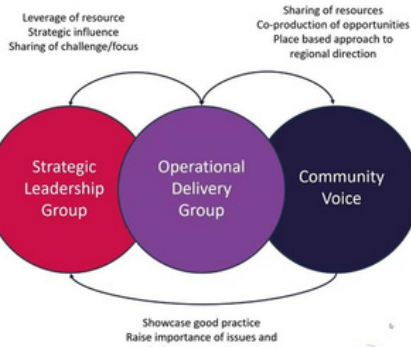 Leverage of resource
Strategic influence
Sharing of challenge/focus
Sharing of resources
Co-production of opportunities
Place based approach to
regional direction
Strategic
Leadership
Group
Operational
Delivery
Group
Community
Voice
Showcase good practice
Raise importance of issues and